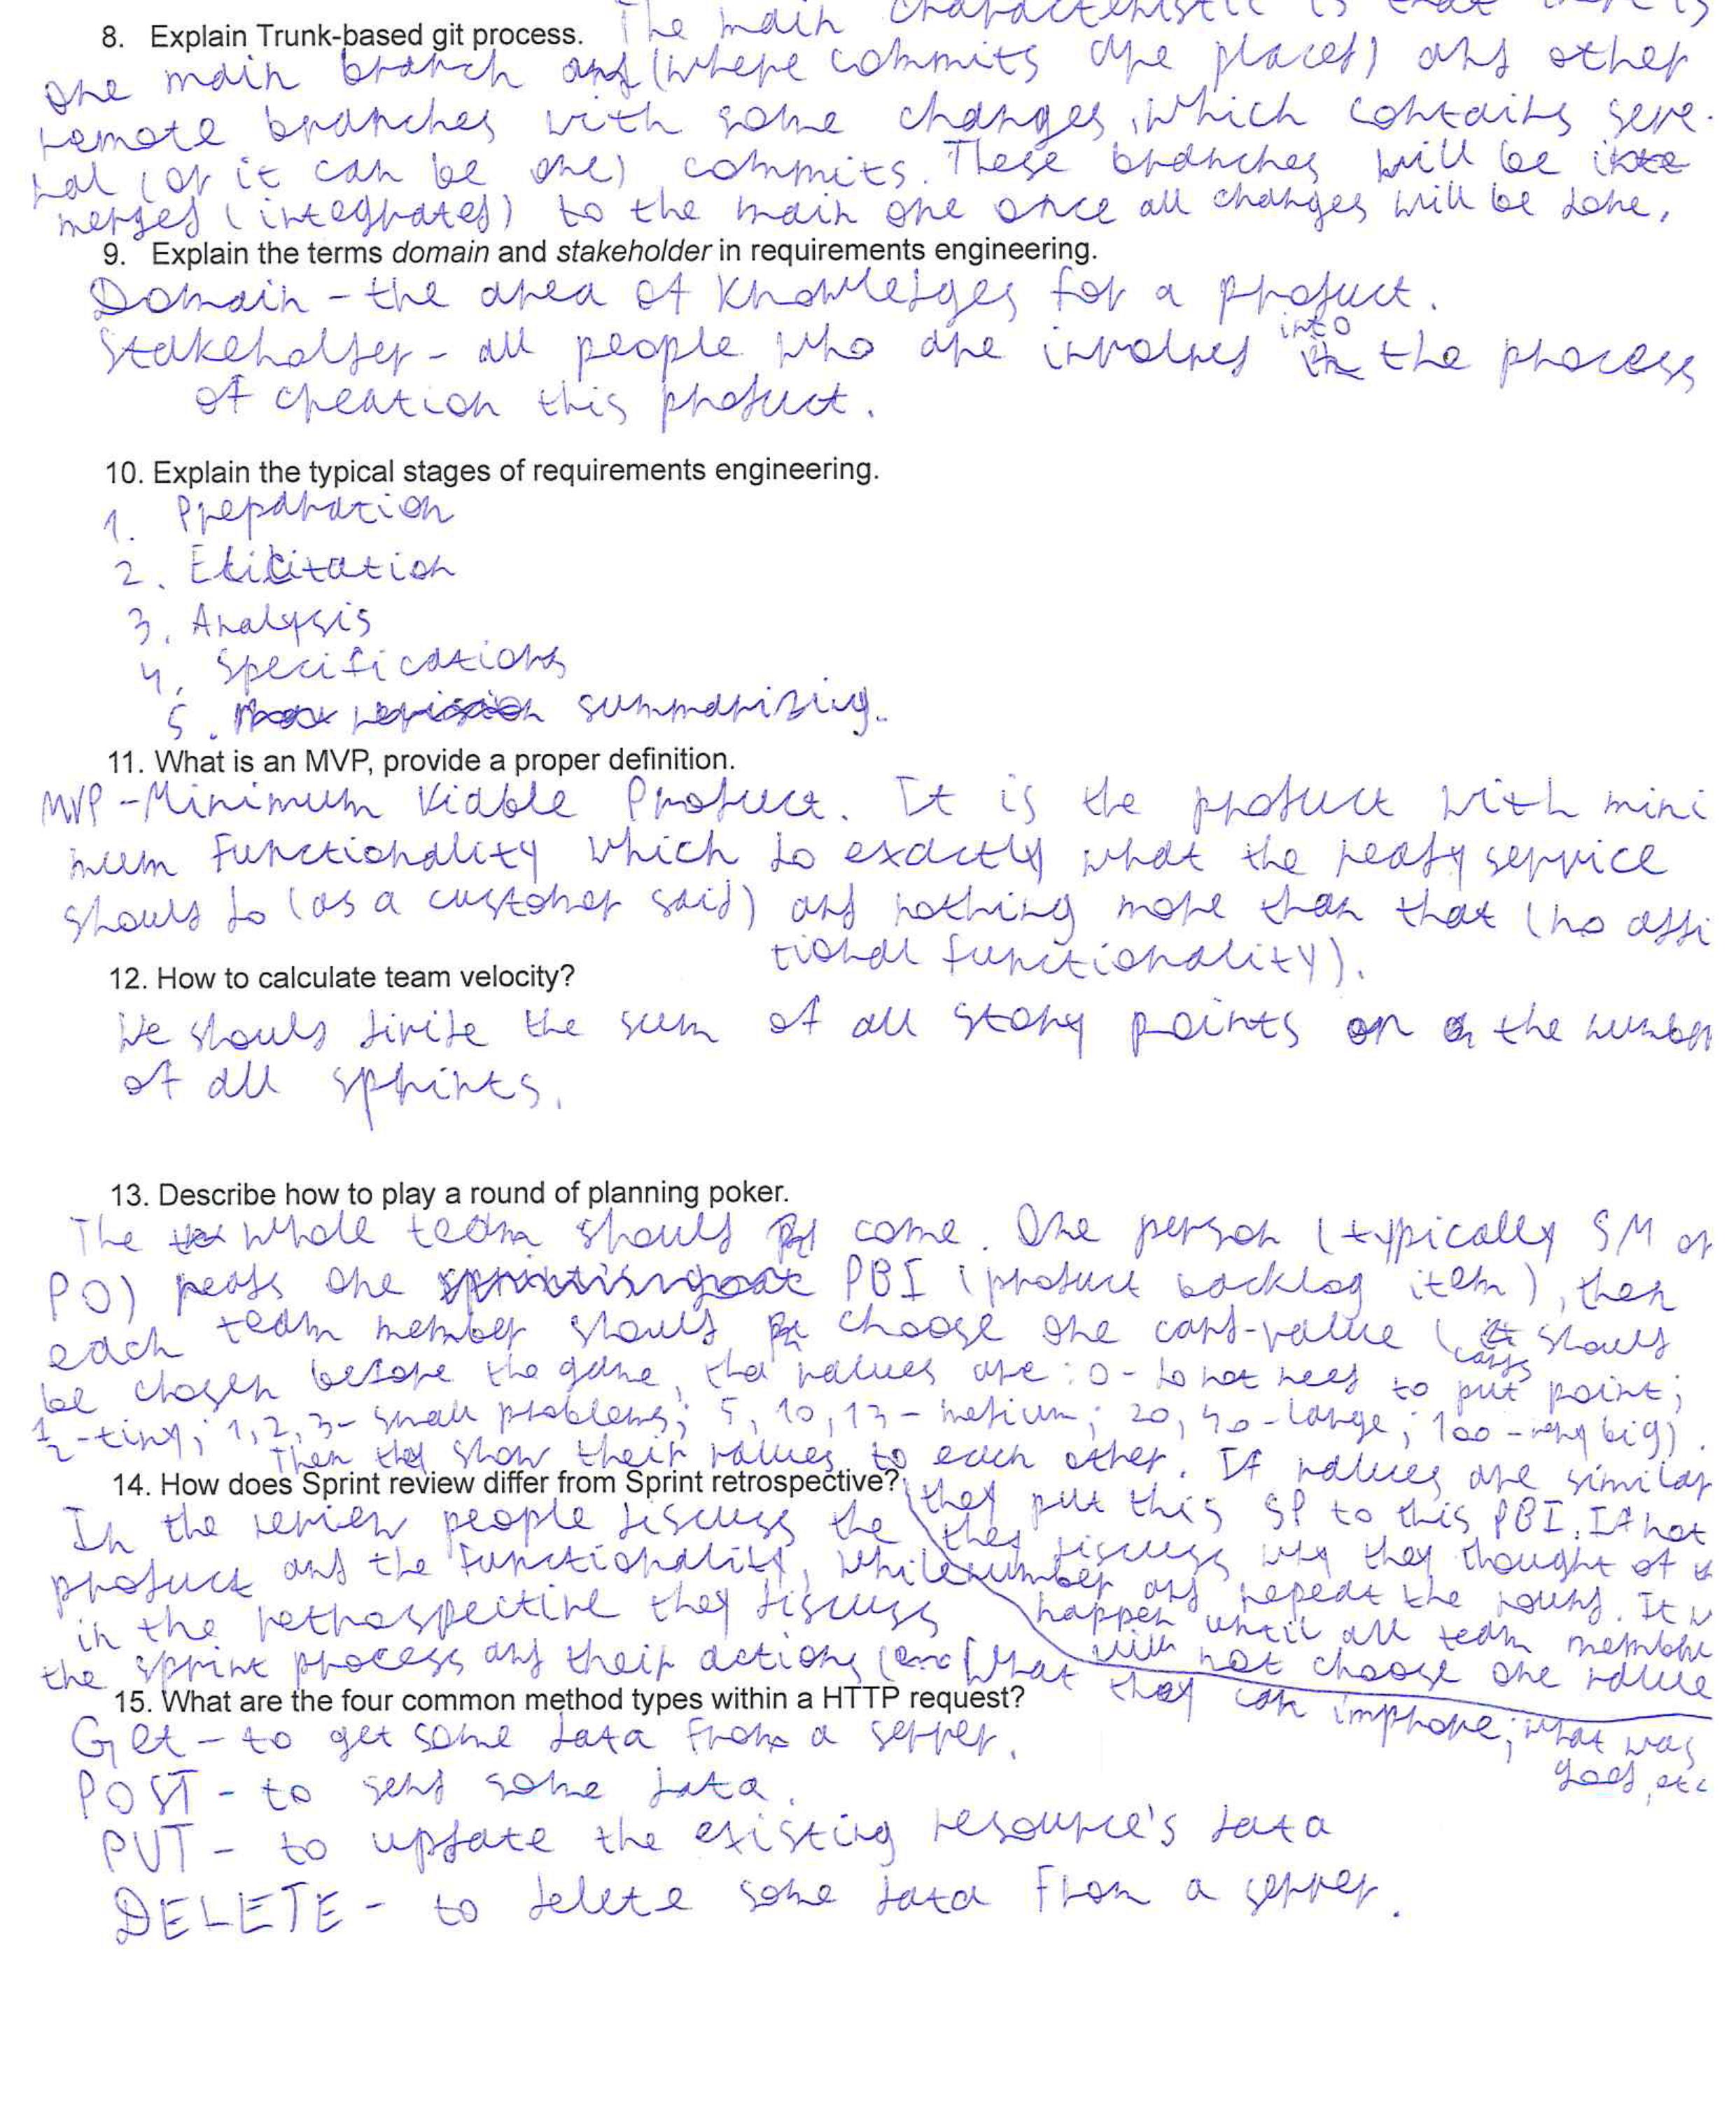 8. Explain Trunk-based git process. The main characteristic is that there is
one main branch and (where commits are placed) and other
remote branches with some changes, which contains seve-
ral (or it can be one) commits. These branches will be
merged (integrated) to the main one once all changes will be done.
9. Explain the terms domain and stakeholder in requirements engineering.
Domain - the area of knowledges for a product.
into
Stakeholder - all people who are involved in the process
of creation this product.
10. Explain the typical stages of requirements engineering.
1. Preparation
2. Elicitation
3. Analysis
4. Specifications
5. summarizing.
11. What is an MVP, provide a proper definition.
MVP - Minimum Viable Product. It is the product with mini
mum functionality which do exactly what the ready service
should do (as a customer said) and nothing more than that (no addi
tional functionality).
12. How to calculate team velocity?
We should divide the sum of all story points on the number
of all sprints.
13. Describe how to play a round of planning poker.
The whole team should come. One person (typically SM or
PO) reads one PBI (product backlog item), then
each team member should choose one card-value (cards should
be chosen before the game, the values are: 0 - do not need to put point;
1/2 - tiny; 1, 2, 3 - small problems; 5, 10, 13 - medium; 20, 40 - large; 100 - very big).
Then they show their values to each other. If values are similar
they put this SP to this PBI. If not
they discuss why they thought of
number and repeat the round. It
happen until all team membe
will not choose one value
14. How does Sprint review differ from Sprint retrospective?
In the review people discuss the
product and the functionality, while
in the retrospective they discuss
the sprint process and their actions (what they can improve; what was
good, etc
15. What are the four common method types within a HTTP request?
Get - to get some data from a server.
POST - to send some data.
PUT - to update the existing resource's data
DELETE - to delete some data from a server.